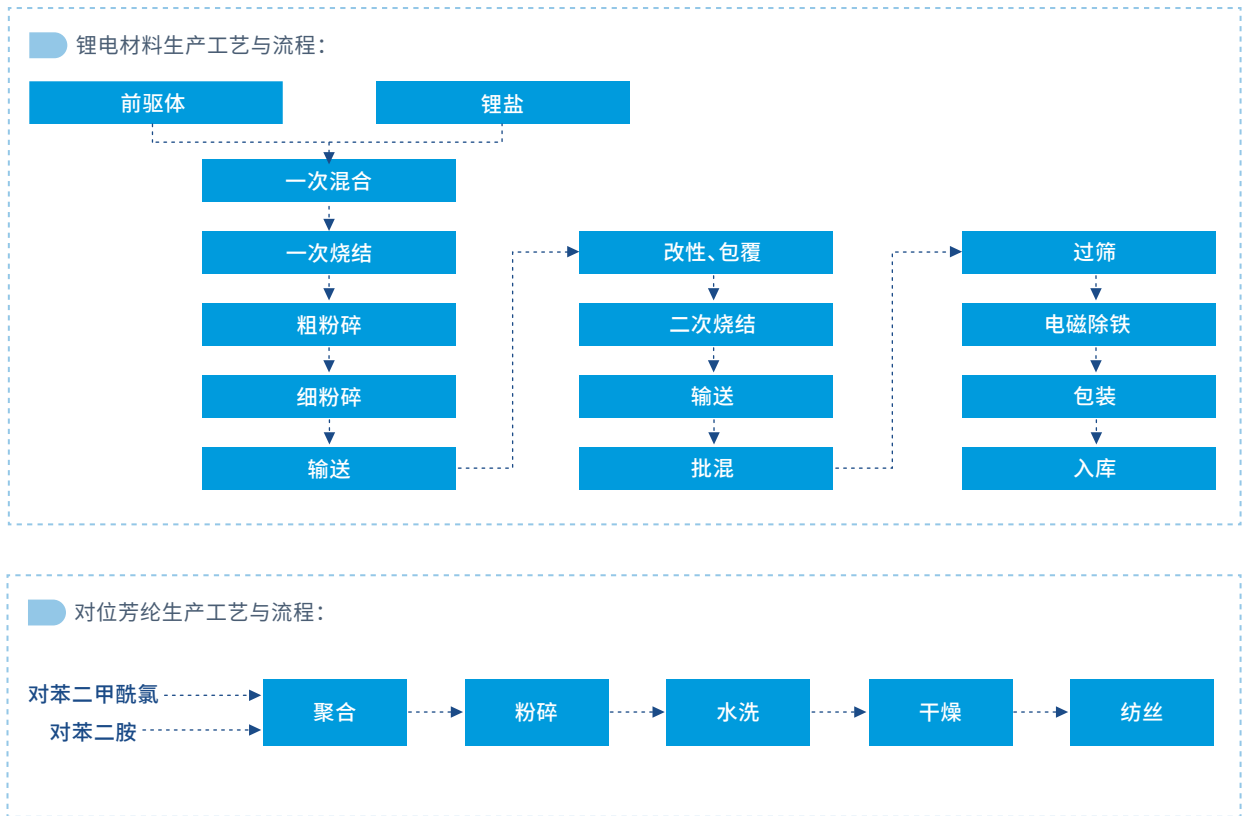 锂电材料生产工艺与流程：
前驱体
锂盐
一次混合
一次烧结
粗粉碎
细粉碎
输送
改性、包覆
二次烧结
输送
批混
过筛
电磁除铁
包装
入库
对位芳纶生产工艺与流程：
对苯二甲酰氯
对苯二胺
聚合
粉碎
水洗
干燥
纺丝